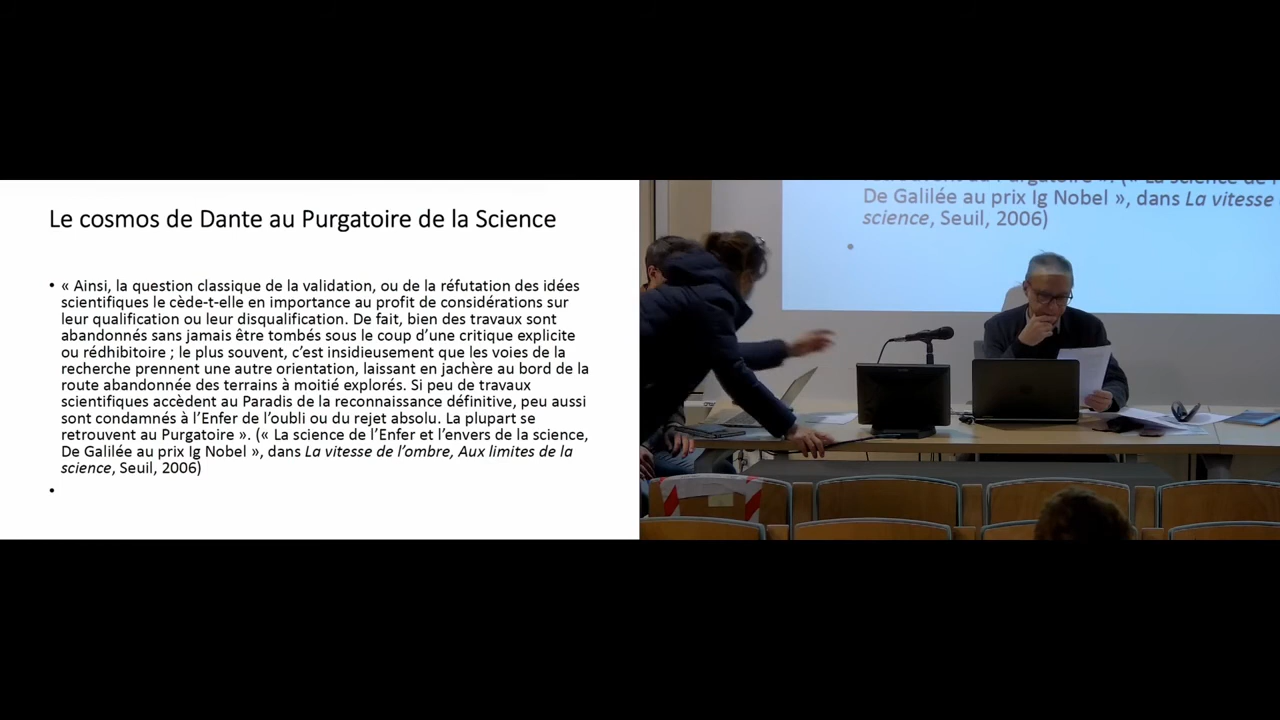 Le cosmos de Dante au Purgatoire de la Science
• « Ainsi, la question classique de la validation, ou de la réfutation des idées
scientifiques le cède-t-elle en importance au profit de considérations sur
leur qualification ou leur disqualification. De fait, bien des travaux sont
abandonnés sans jamais être tombés sous le coup d’une critique explicite
ou rédhibitoire ; le plus souvent, c’est insidieusement que les voies de la
recherche prennent une autre orientation, laissant en jachère au bord de la
route abandonnée des terrains à moitié explorés. Si peu de travaux
scientifiques accèdent au Paradis de la reconnaissance définitive, peu aussi
sont condamnés à l’Enfer de l’oubli ou du rejet absolu. La plupart se
retrouvent au Purgatoire ». (« La science de l’Enfer et l’envers de la science,
De Galilée au prix Ig Nobel », dans La vitesse de l’ombre, Aux limites de la
science, Seuil, 2006)
•
retrouvent au Purgatoire ». (« La science de l’
De Galilée au prix Ig Nobel », dans La vitesse
science, Seuil, 2006)
•